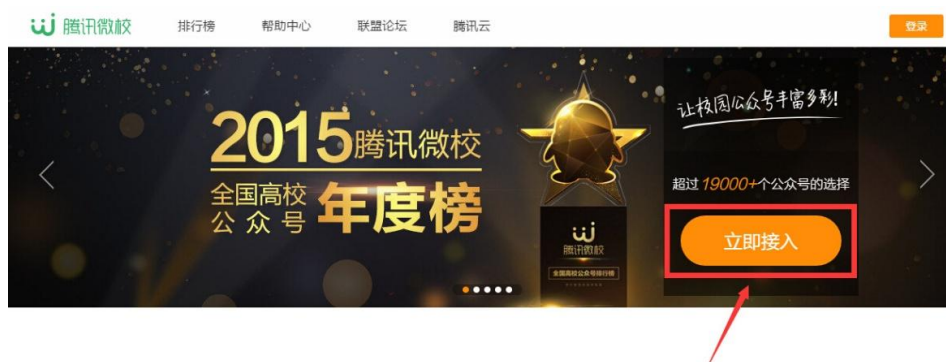 腾讯微校
排行榜
帮助中心
联盟论坛
腾讯云
登录
2015腾讯微校
全国高校
公众号
年度榜
腾讯微校
全国高校公众号排行榜
让校园公众号丰富多彩!
超过19000+个公众号的选择
立即接入